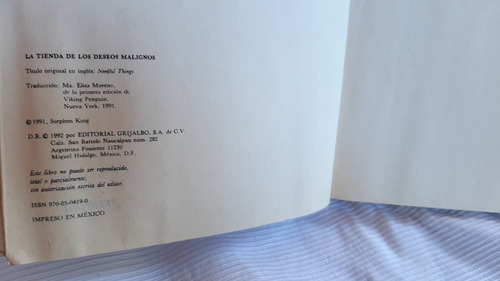 LA TIENDA DE LOS DESEOS MALIGNOS
Título original en inglés: Needful Things
Traducción: Ma. Elisa Moreno,
de la primera edición de
Viking Penguin,
Nueva York, 1991.
© 1991, Stephen King
D.R. © 1992 por EDITORIAL GRIJALBO, S.A. de C.V.
Calz. San Bartolo Naucalpan núm. 282
Argentina Poniente 11230
Miguel Hidalgo, México, D.F.
Este libro no puede ser reproducido,
total o parcialmente,
sin autorización escrita del editor.
ISBN 970-05-0419-0
IMPRESO EN MÉXICO